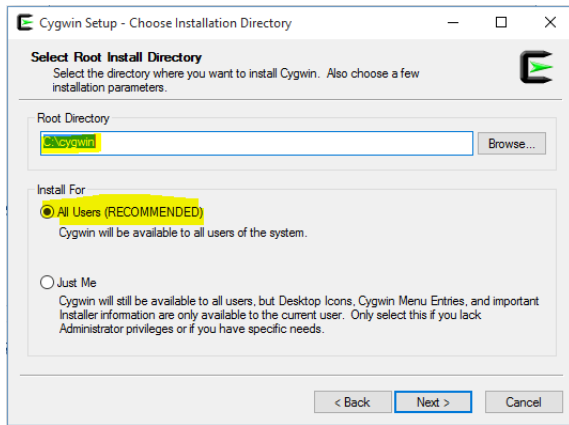 Cygwin Setup - Choose Installation Directory
Select Root Install Directory
Select the directory where you want to install Cygwin. Also choose a few
installation parameters.
Root Directory
C:\cygwin
Browse...
Install For
All Users (RECOMMENDED)
Cygwin will be available to all users of the system.
Just Me
Cygwin will still be available to all users, but Desktop Icons, Cygwin Menu Entries, and important
Installer information are only available to the current user. Only select this if you lack
Administrator privileges or if you have specific needs.
< Back
Next >
Cancel